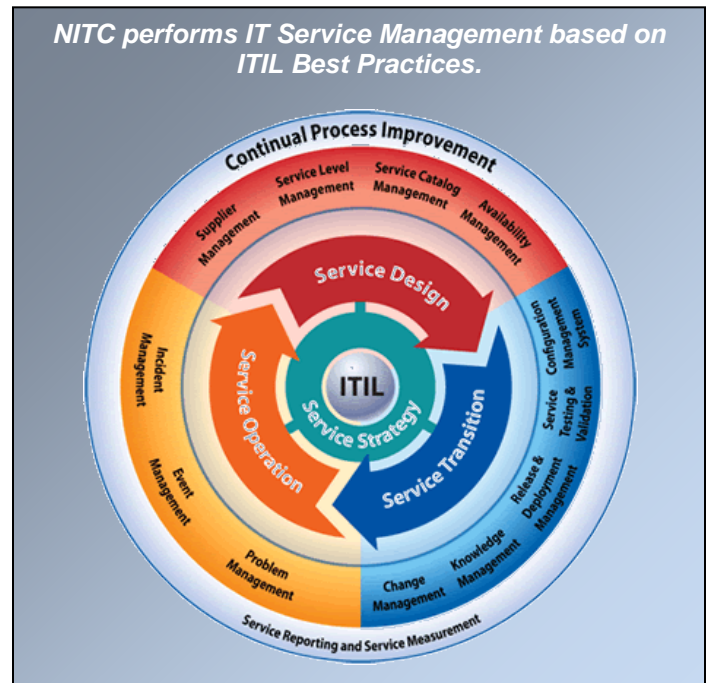 NITC performs IT Service Management based on
ITIL Best Practices.
Continual Process Improvement
Supplier
Management
Service Level
Management
Service Catalog
Management
Availability
Management
Configuration
Management
System
Service
Testing &
Validation
Release &
Deployment
Management
Knowledge
Management
Change
Management
Problem
Management
Event
Management
Incident
Management
Service Design
Service Transition
Service Operation
Service Strategy
ITIL
Service Reporting and Service Measurement